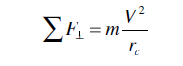 ∑F⊥ = m V²/r_c